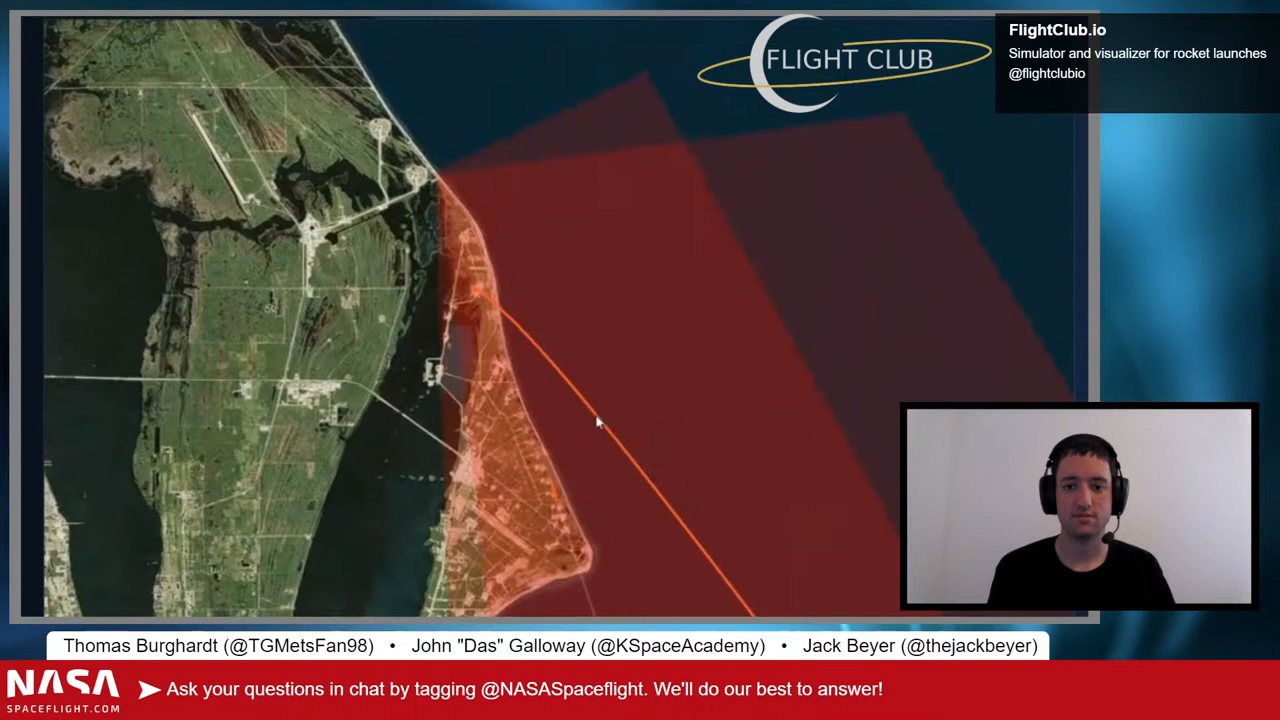 FLIGHT CLUB
FlightClub.io
Simulator and visualizer for rocket launches
@flightclubio
Thomas Burghardt (@TGMetsFan98) • John "Das" Galloway (@KSpaceAcademy) • Jack Beyer (@thejackbeyer)
NASA
SPACEFLIGHT.COM
Ask your questions in chat by tagging @NASASpaceflight. We'll do our best to answer!